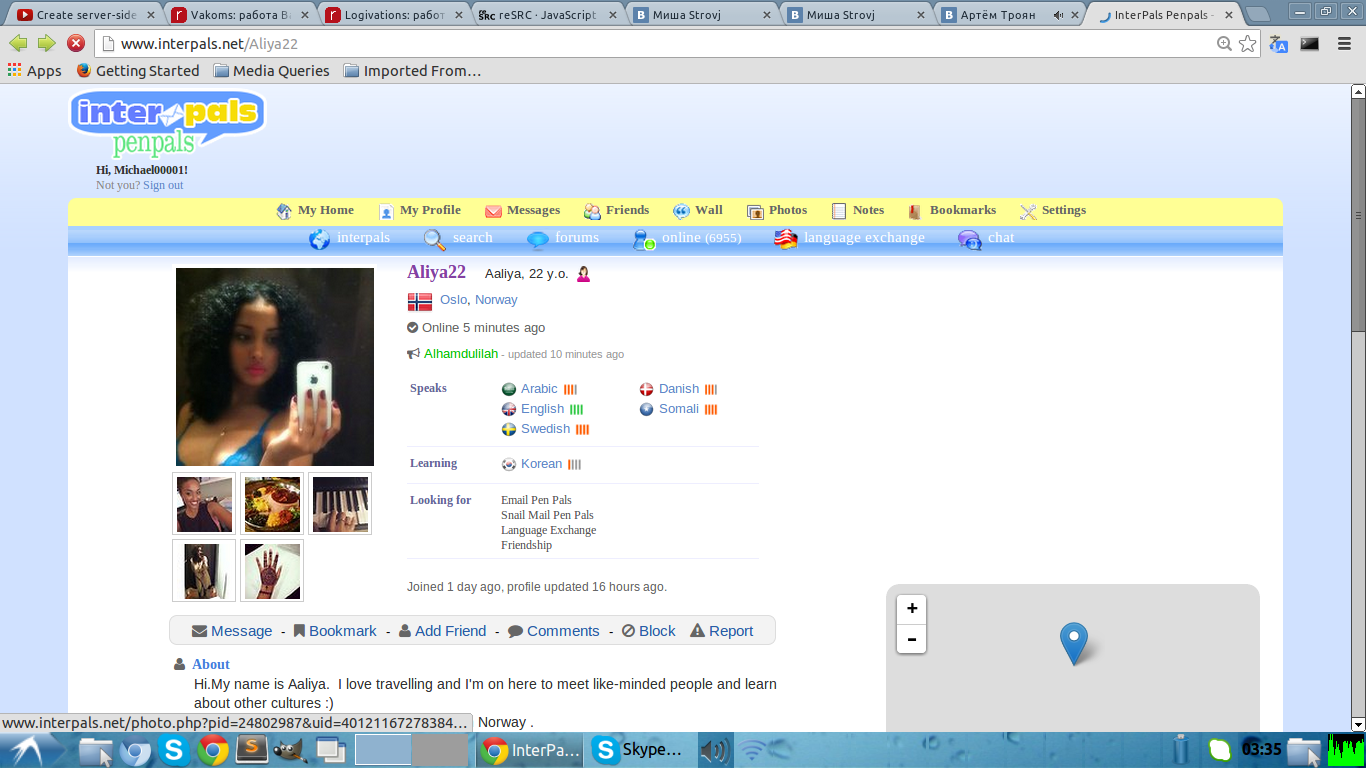 Create server-side
Vakoms: работа В
Logivations: работ
reSRC · JavaScript
Миша Strovj
Миша Strovj
Артём Троян
InterPals Penpals -
www.interpals.net/Aliya22
Apps
Getting Started
Media Queries
Imported From…
inter pals
penpals
Hi, Michael00001!
Not you? Sign out
My Home
My Profile
Messages
Friends
Wall
Photos
Notes
Bookmarks
Settings
interpals
search
forums
online (6955)
language exchange
chat
Aliya22 Aaliya, 22 y.o.
Oslo, Norway
Online 5 minutes ago
Alhamdulilah - updated 10 minutes ago
Speaks Arabic Danish
English Somali
Swedish
Learning Korean
Looking for Email Pen Pals
Snail Mail Pen Pals
Language Exchange
Friendship
Joined 1 day ago, profile updated 16 hours ago.
+
-
Message - Bookmark - Add Friend - Comments - Block Report
About
Hi.My name is Aaliya. I love travelling and I'm on here to meet like-minded people and learn
about other cultures :)
www.interpals.net/photo.php?pid=24802987&uid=40121167278384… Norway .
InterPa…
Skype…
03:35